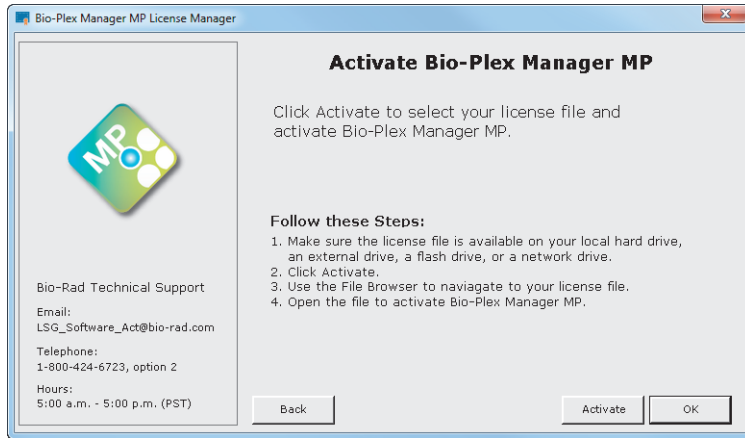 Bio-Plex Manager MP License Manager
MP
Bio-Rad Technical Support
Email:
LSG_Software_Act@bio-rad.com
Telephone:
1-800-424-6723, option 2
Hours:
5:00 a.m. - 5:00 p.m. (PST)
Activate Bio-Plex Manager MP
Click Activate to select your license file and
activate Bio-Plex Manager MP.
Follow these Steps:
1. Make sure the license file is available on your local hard drive,
an external drive, a flash drive, or a network drive.
2. Click Activate.
3. Use the File Browser to naviagate to your license file.
4. Open the file to activate Bio-Plex Manager MP.
Back
Activate
OK